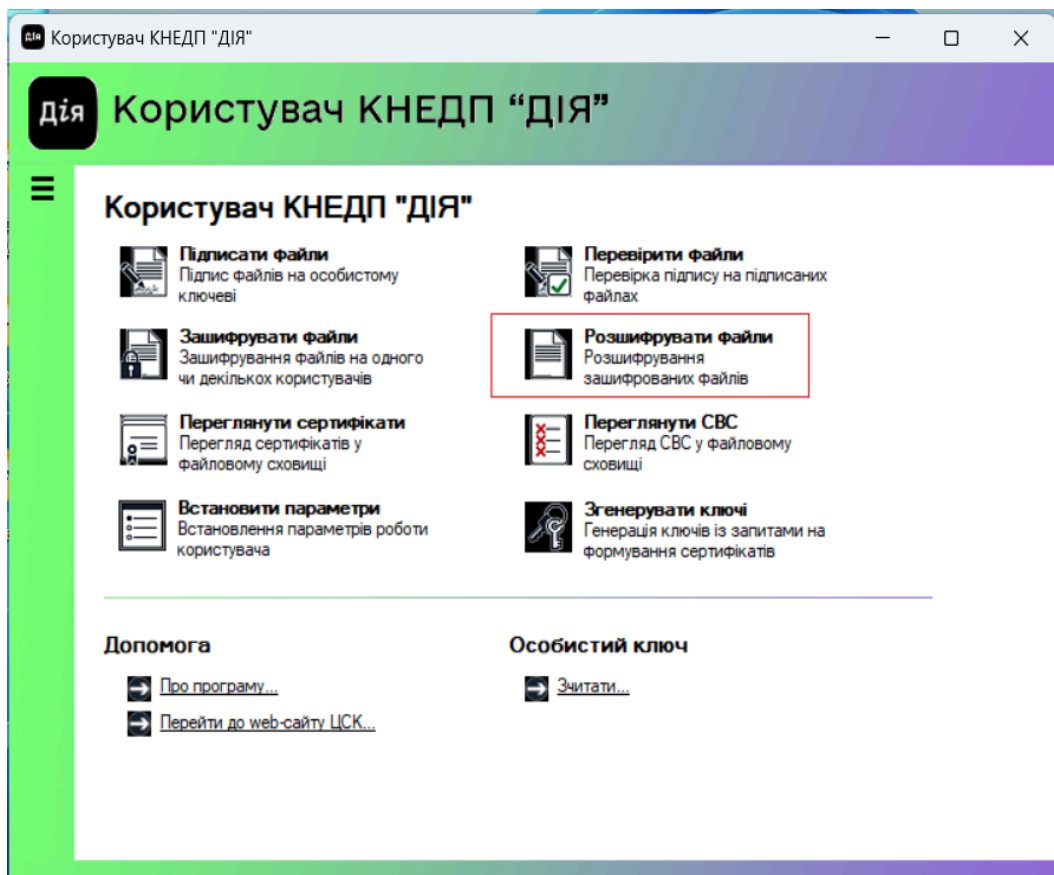 Дія Користувач КНЕДП "ДІЯ"
Дія Користувач КНЕДП “ДІЯ”
Користувач КНЕДП "ДІЯ"
Підписати файли
Підпис файлів на особистому
ключеві
Перевірити файли
Перевірка підпису на підписаних
файлах
Зашифрувати файли
Зашифрування файлів на одного
чи декількох користувачів
Розшифрувати файли
Розшифрування
зашифрованих файлів
Переглянути сертифікати
Перегляд сертифікатів у
файловому сховищі
Переглянути СВС
Перегляд СВС у файловому
сховищі
Встановити параметри
Встановлення параметрів роботи
користувача
Згенерувати ключі
Генерація ключів із запитами на
формування сертифікатів
Допомога
Про програму...
Перейти до web-сайту ЦСК...
Особистий ключ
Зчитати...